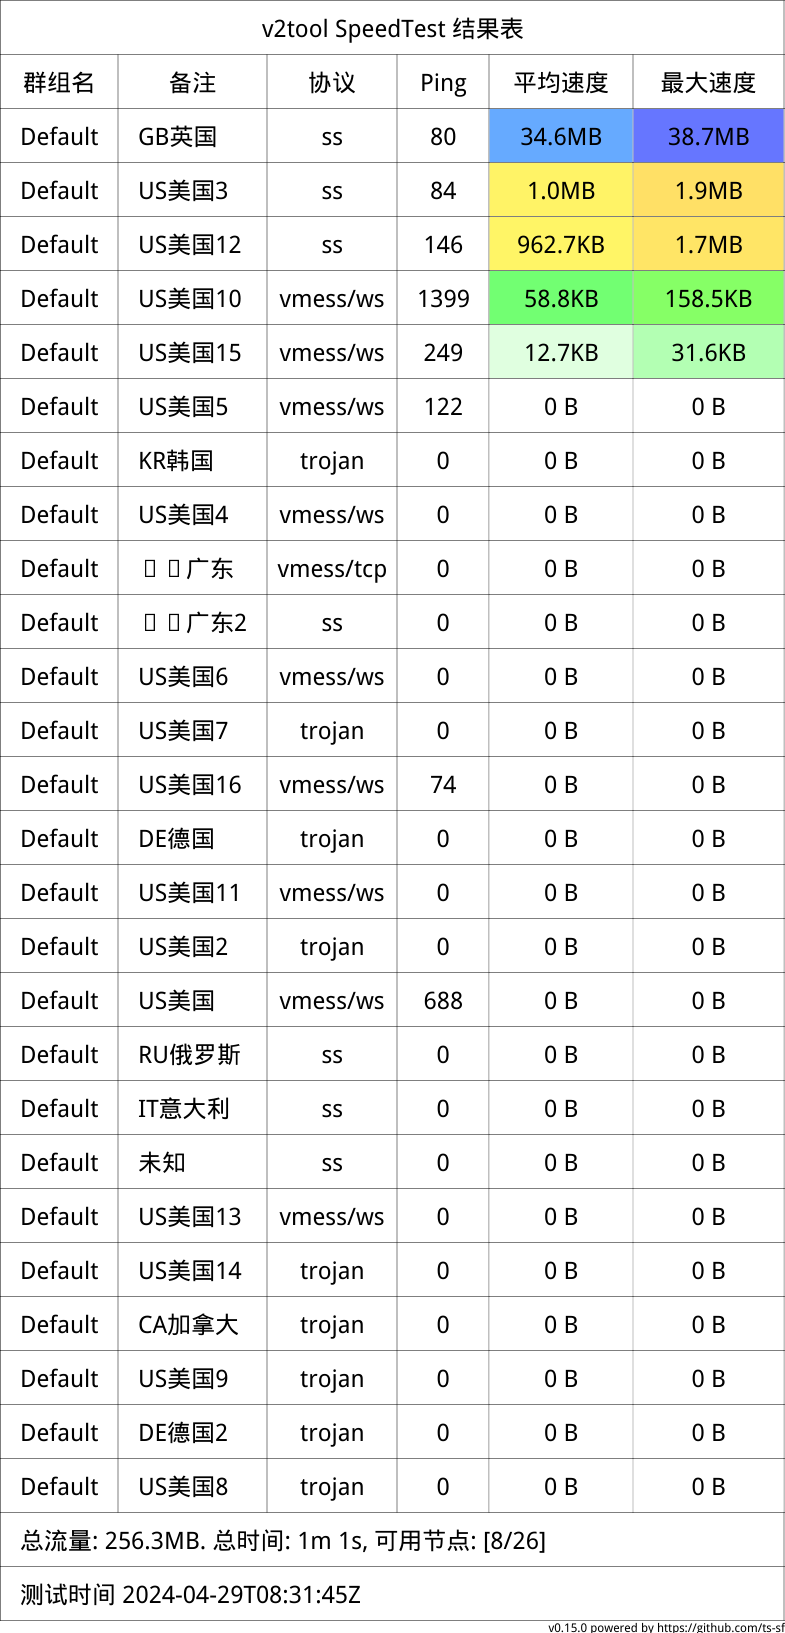 v2tool SpeedTest 结果表
群组名 备注 协议 Ping 平均速度 最大速度
Default GB英国 ss 80 34.6MB 38.7MB
Default US美国3 ss 84 1.0MB 1.9MB
Default US美国12 ss 146 962.7KB 1.7MB
Default US美国10 vmess/ws 1399 58.8KB 158.5KB
Default US美国15 vmess/ws 249 12.7KB 31.6KB
Default US美国5 vmess/ws 122 0 B 0 B
Default KR韩国 trojan 0 0 B 0 B
Default US美国4 vmess/ws 0 0 B 0 B
Default 广东 vmess/tcp 0 0 B 0 B
Default 广东2 ss 0 0 B 0 B
Default US美国6 vmess/ws 0 0 B 0 B
Default US美国7 trojan 0 0 B 0 B
Default US美国16 vmess/ws 74 0 B 0 B
Default DE德国 trojan 0 0 B 0 B
Default US美国11 vmess/ws 0 0 B 0 B
Default US美国2 trojan 0 0 B 0 B
Default US美国 vmess/ws 688 0 B 0 B
Default RU俄罗斯 ss 0 0 B 0 B
Default IT意大利 ss 0 0 B 0 B
Default 未知 ss 0 0 B 0 B
Default US美国13 vmess/ws 0 0 B 0 B
Default US美国14 trojan 0 0 B 0 B
Default CA加拿大 trojan 0 0 B 0 B
Default US美国9 trojan 0 0 B 0 B
Default DE德国2 trojan 0 0 B 0 B
Default US美国8 trojan 0 0 B 0 B
总流量: 256.3MB. 总时间: 1m 1s, 可用节点: [8/26]
测试时间 2024-04-29T08:31:45Z
v0.15.0 powered by https://github.com/ts-sf